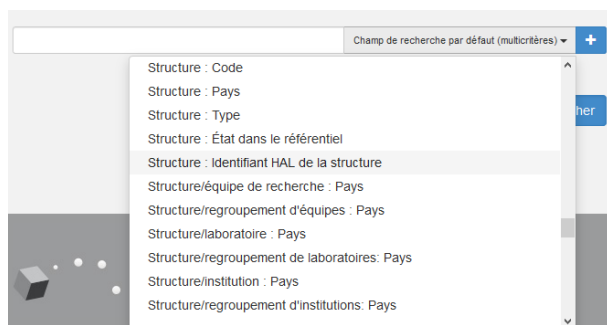 Champ de recherche par défaut (multicritères)
Structure : Code
Structure : Pays
Structure : Type
her
Structure : État dans le référentiel
Structure : Identifiant HAL de la structure
Structure/équipe de recherche : Pays
Structure/regroupement d'équipes : Pays
Structure/laboratoire : Pays
Structure/regroupement de laboratoires: Pays
Structure/institution : Pays
Structure/regroupement d'institutions: Pays